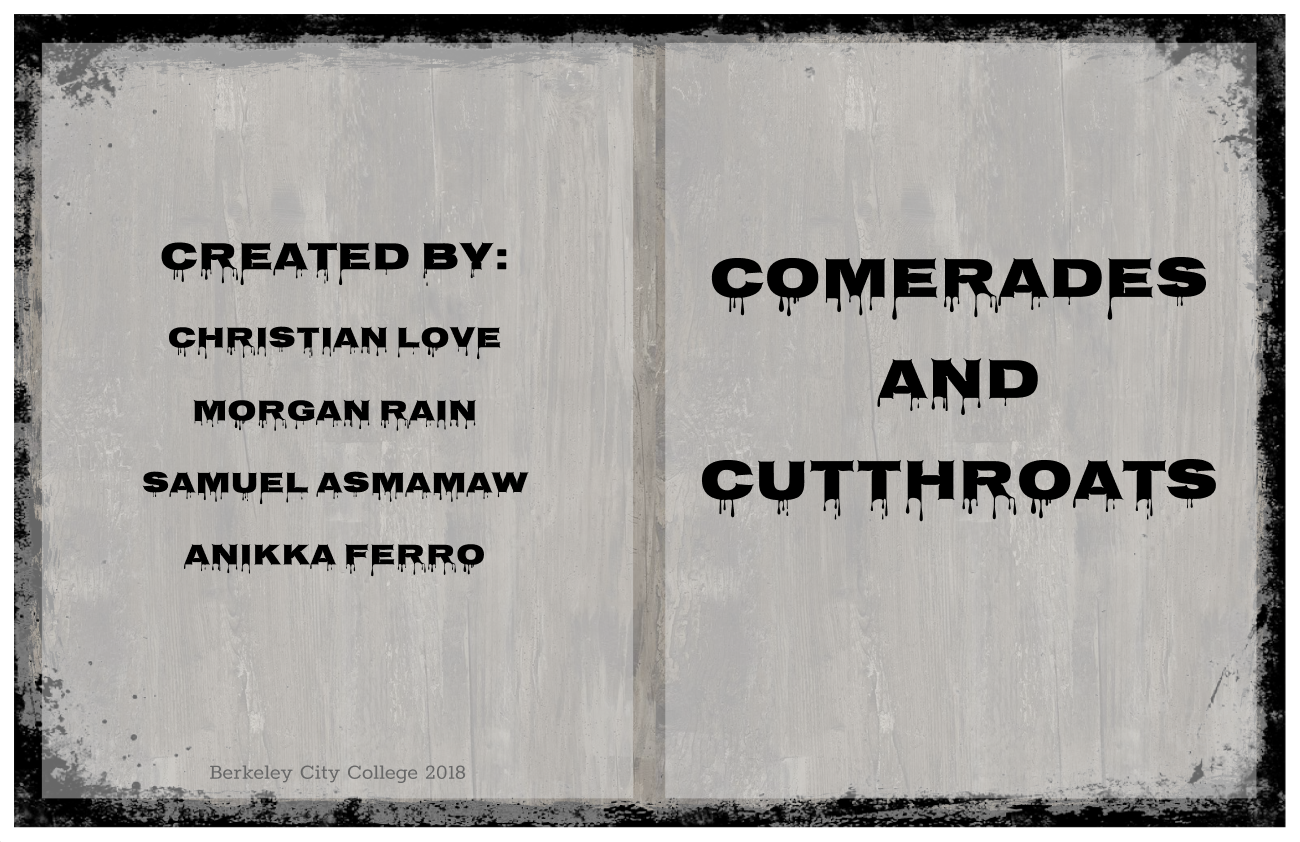 CREATED BY:
CHRISTIAN LOVE
MORGAN RAIN
SAMUEL ASMAMAW
ANIKKA FERRO
Berkeley City College 2018
COMERADES
AND
CUTTHROATS